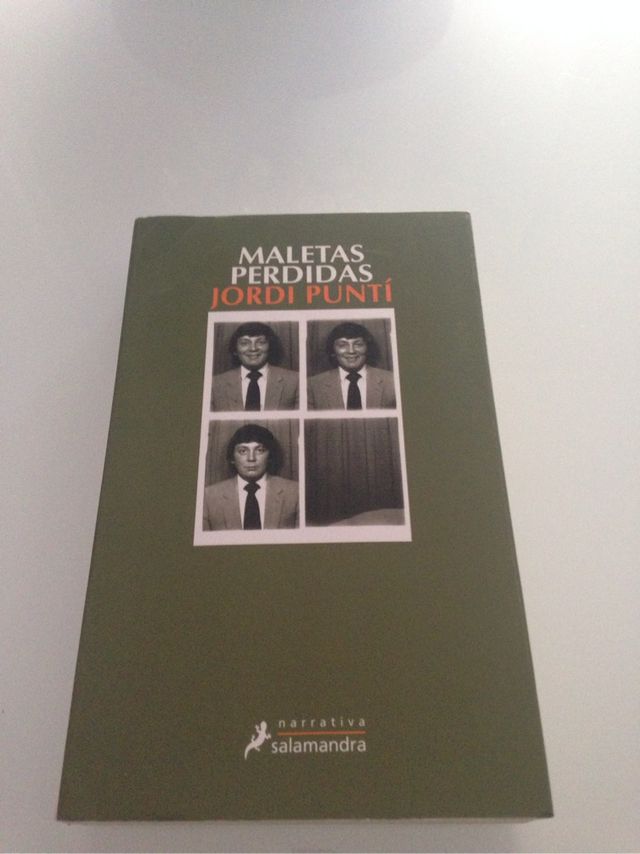 MALETAS
PERDIDAS
JORDI PUNTÍ
narrativa
salamandra